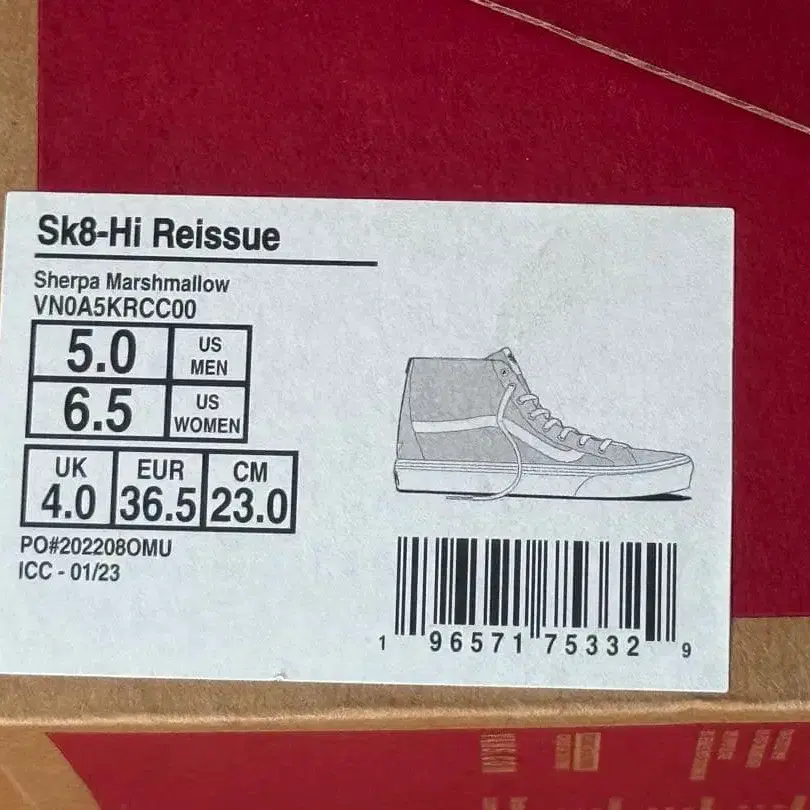 Sk8-Hi Reissue
Sherpa Marshmallow
VN0A5KRCC00
5.0 US MEN
6.5 US WOMEN
UK EUR CM
4.0 36.5 23.0
PO#202208OMU
ICC - 01/23
1 96571 75332 9